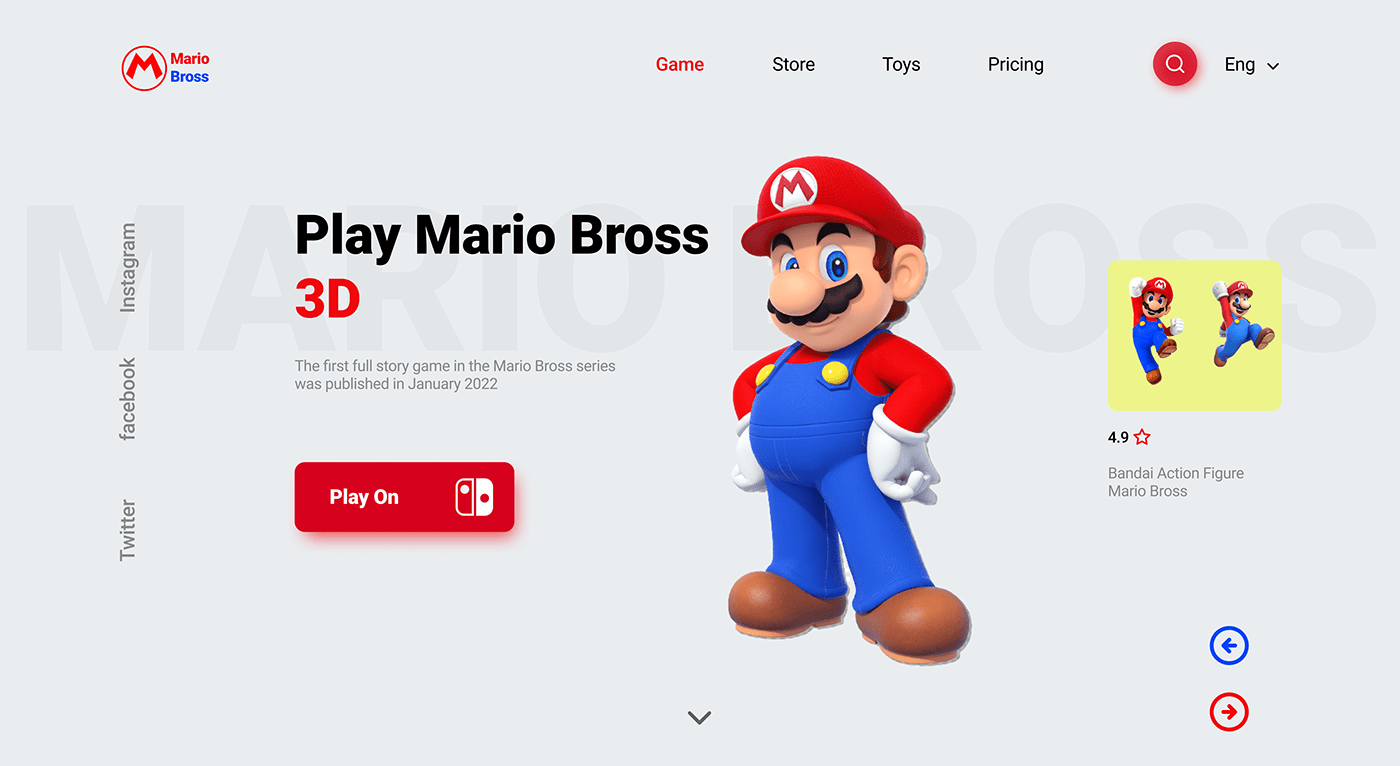 Mario
Bross
Game
Store
Toys
Pricing
Eng
MARIO BROSS
Instagram
facebook
Twitter
Play Mario Bross
3D
The first full story game in the Mario Bross series
was published in January 2022
Play On
4.9
Bandai Action Figure
Mario Bross